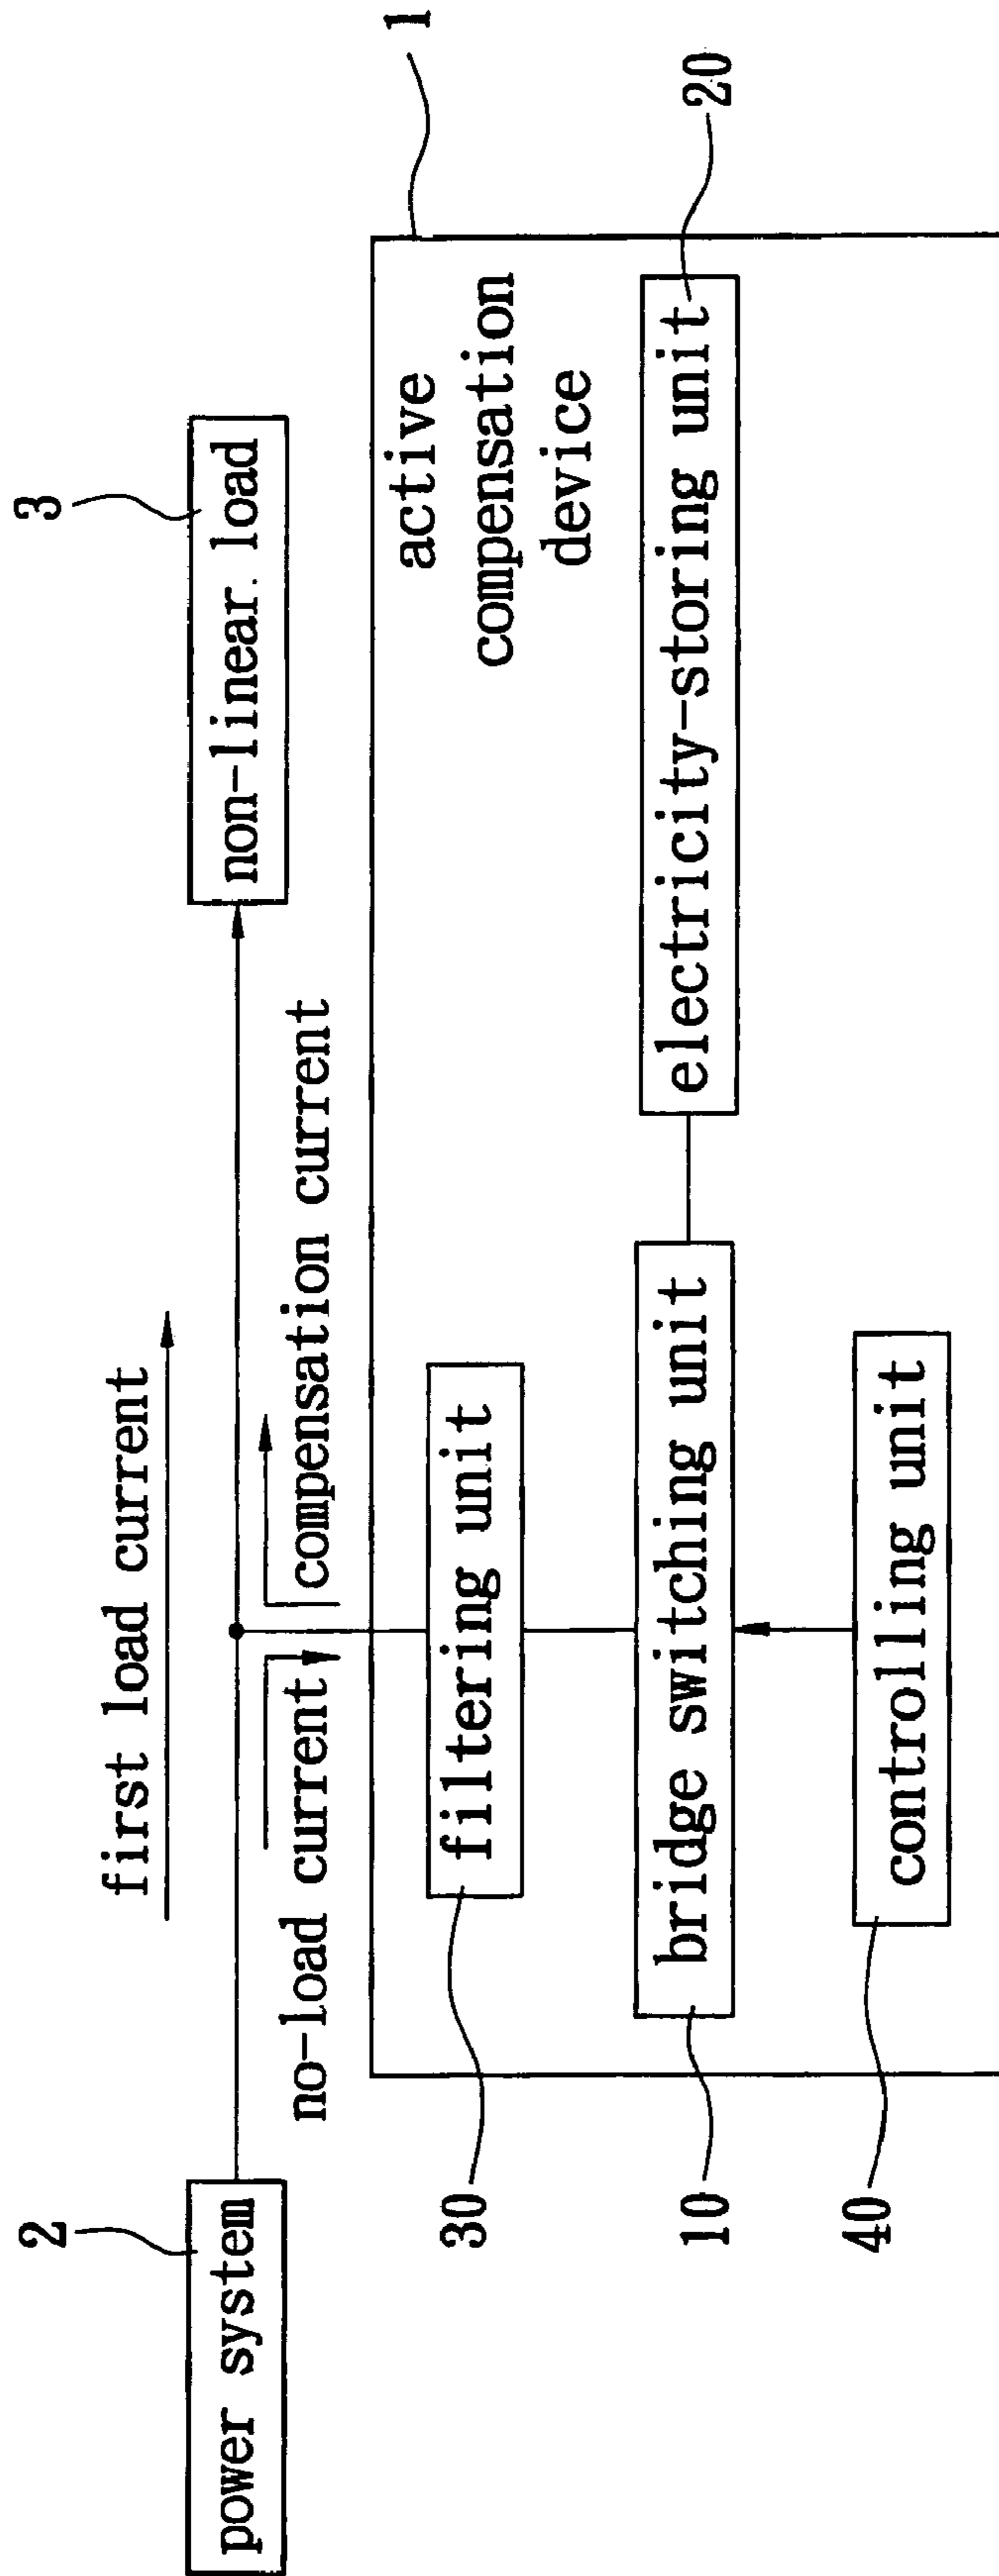 2
power system
first load current
3
non-linear load
no-load current
compensation current
1
active
compensation
device
30
filtering unit
10
bridge switching unit
electricity-storing unit
20
40
controlling unit